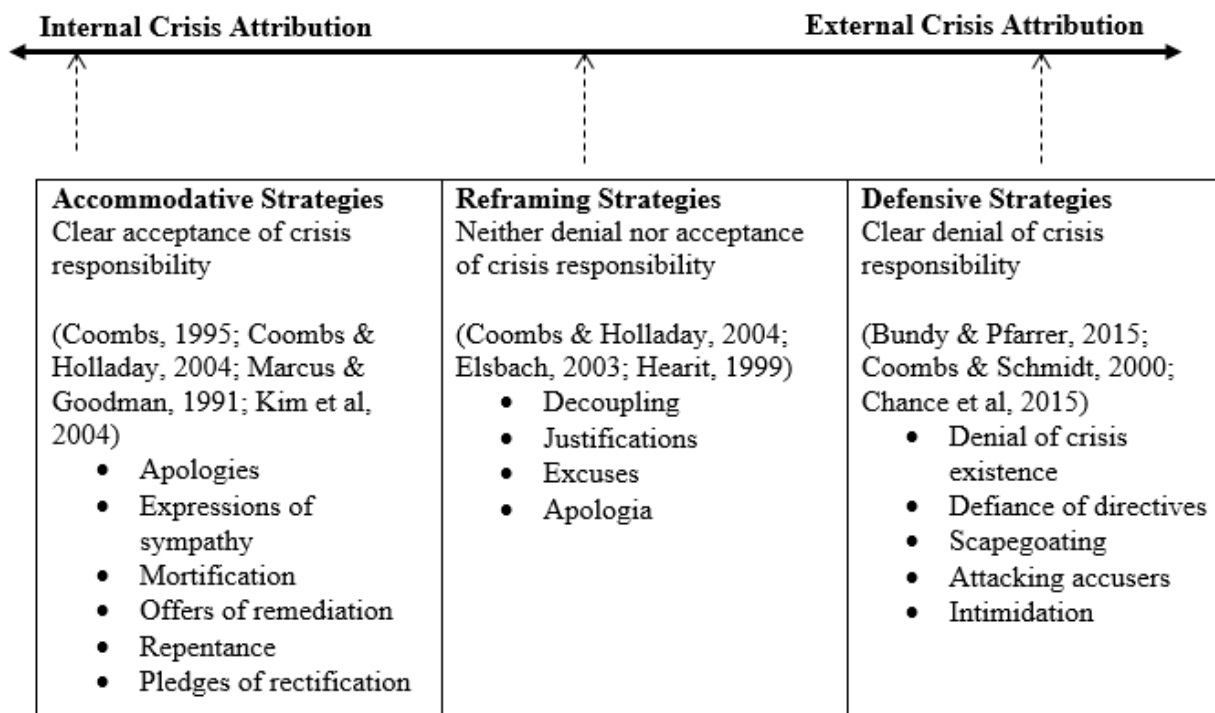 Internal Crisis Attribution
External Crisis Attribution
Accommodative Strategies
Clear acceptance of crisis
responsibility
(Coombs, 1995; Coombs &
Holladay, 2004; Marcus &
Goodman, 1991; Kim et al,
2004)
• Apologies
• Expressions of
sympathy
• Mortification
• Offers of remediation
• Repentance
• Pledges of rectification
Reframing Strategies
Neither denial nor acceptance
of crisis responsibility
(Coombs & Holladay, 2004;
Elsbach, 2003; Hearit, 1999)
• Decoupling
• Justifications
• Excuses
• Apologia
Defensive Strategies
Clear denial of crisis
responsibility
(Bundy & Pfarrer, 2015;
Coombs & Schmidt, 2000;
Chance et al, 2015)
• Denial of crisis
existence
• Defiance of directives
• Scapegoating
• Attacking accusers
• Intimidation